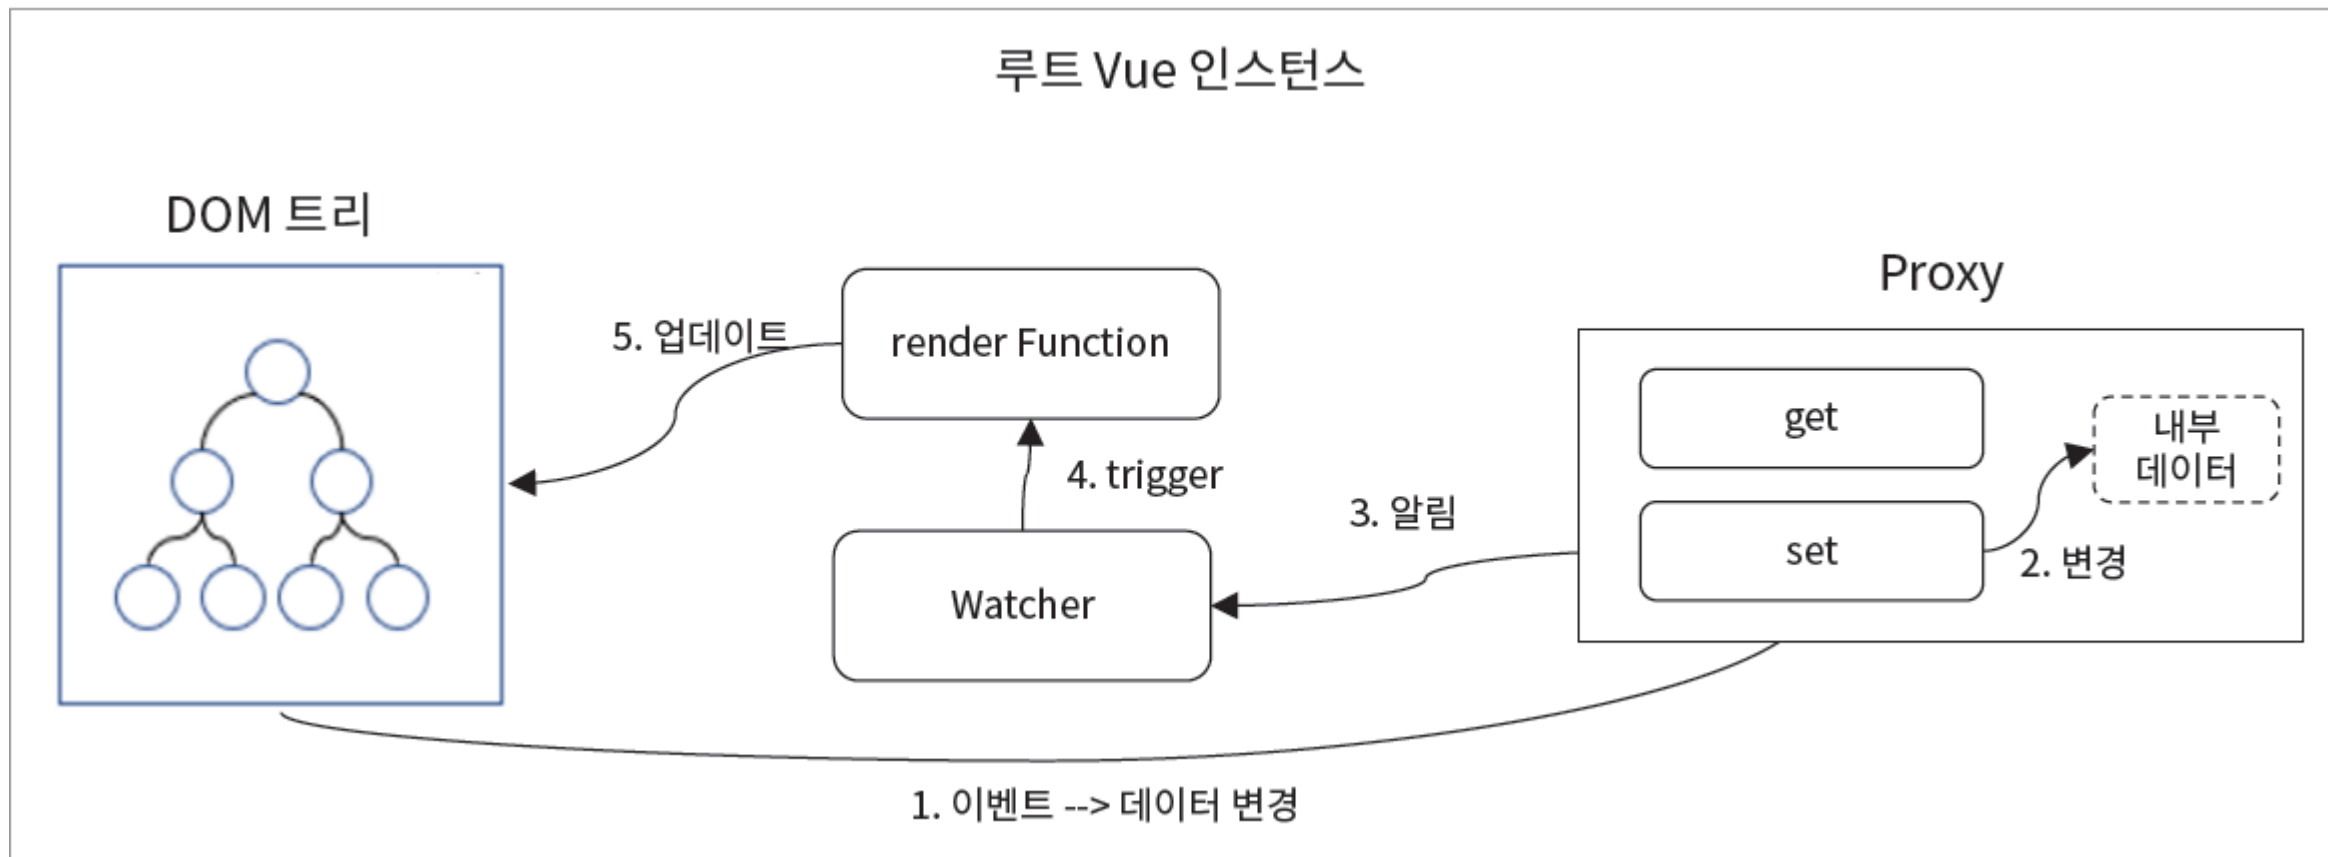 루트 Vue 인스턴스
DOM 트리
Proxy
5. 업데이트
render Function
get
내부
데이터
4. trigger
3. 알림
set
2. 변경
Watcher
1. 이벤트 --> 데이터 변경